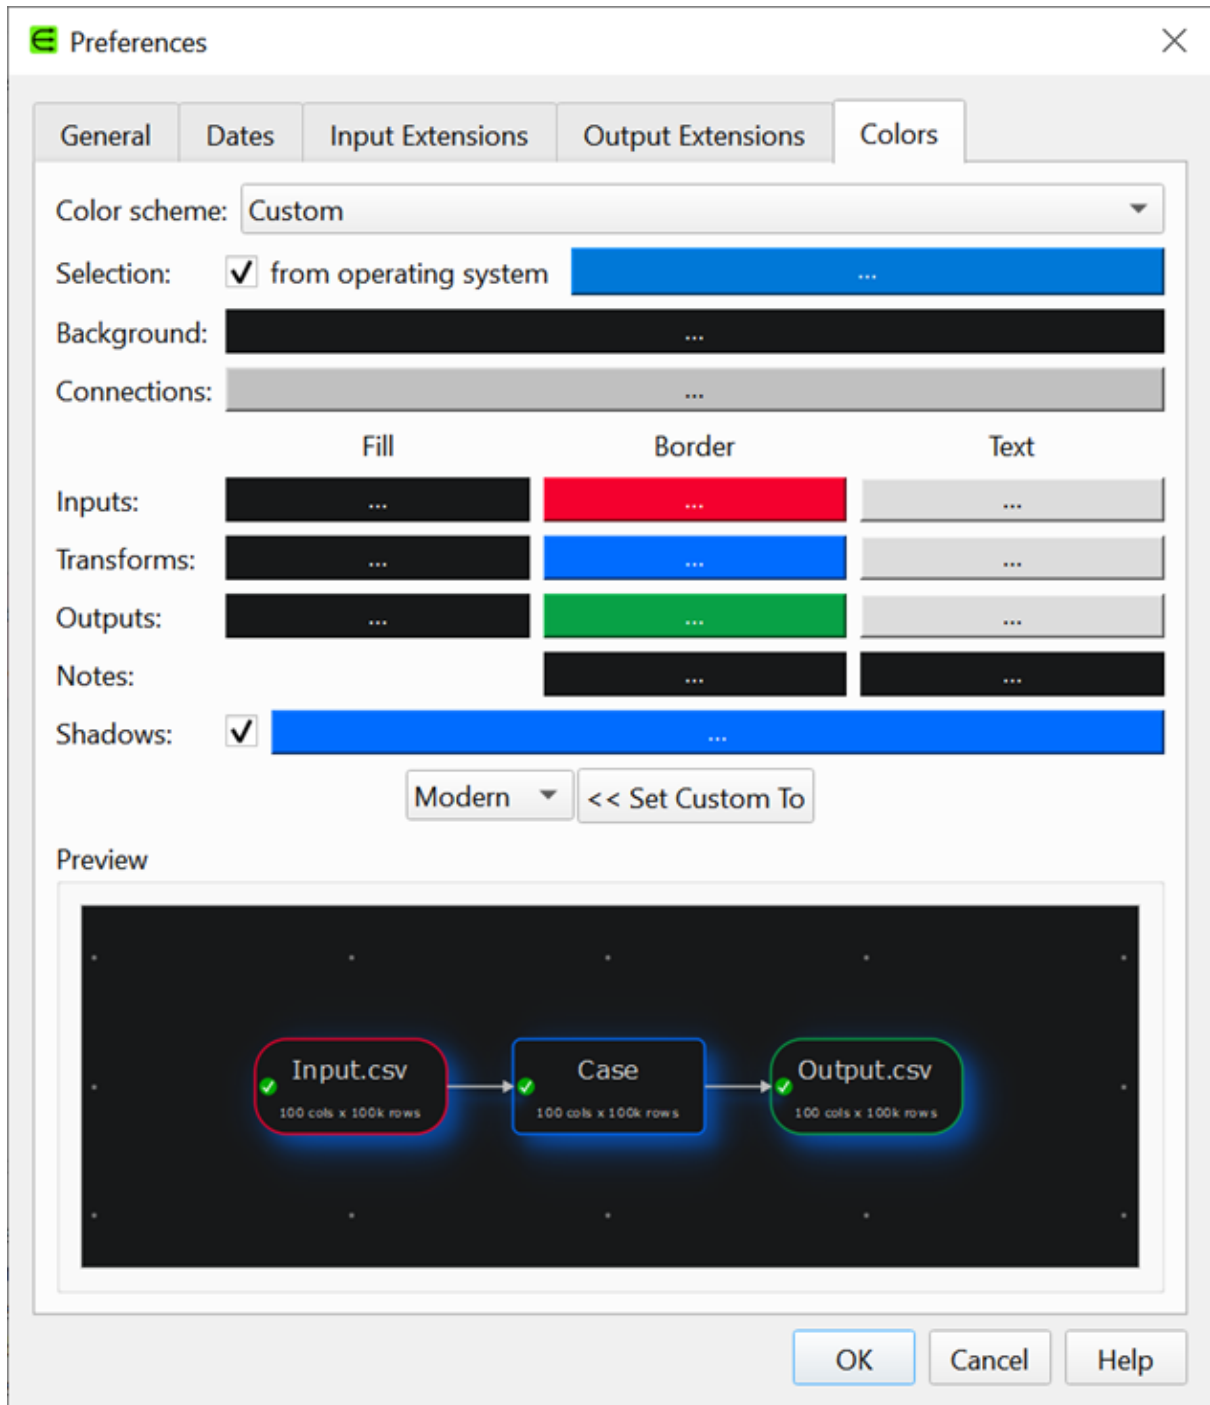 Preferences
General Dates Input Extensions Output Extensions Colors
Color scheme: Custom
Selection: from operating system ...
Background: ...
Connections: ...
Fill Border Text
Inputs: ... ... ...
Transforms: ... ... ...
Outputs: ... ... ...
Notes: ... ...
Shadows: ...
Modern << Set Custom To
Preview
Input.csv Case Output.csv
100 cols x 100k rows 100 cols x 100k rows 100 cols x 100k rows
OK Cancel Help